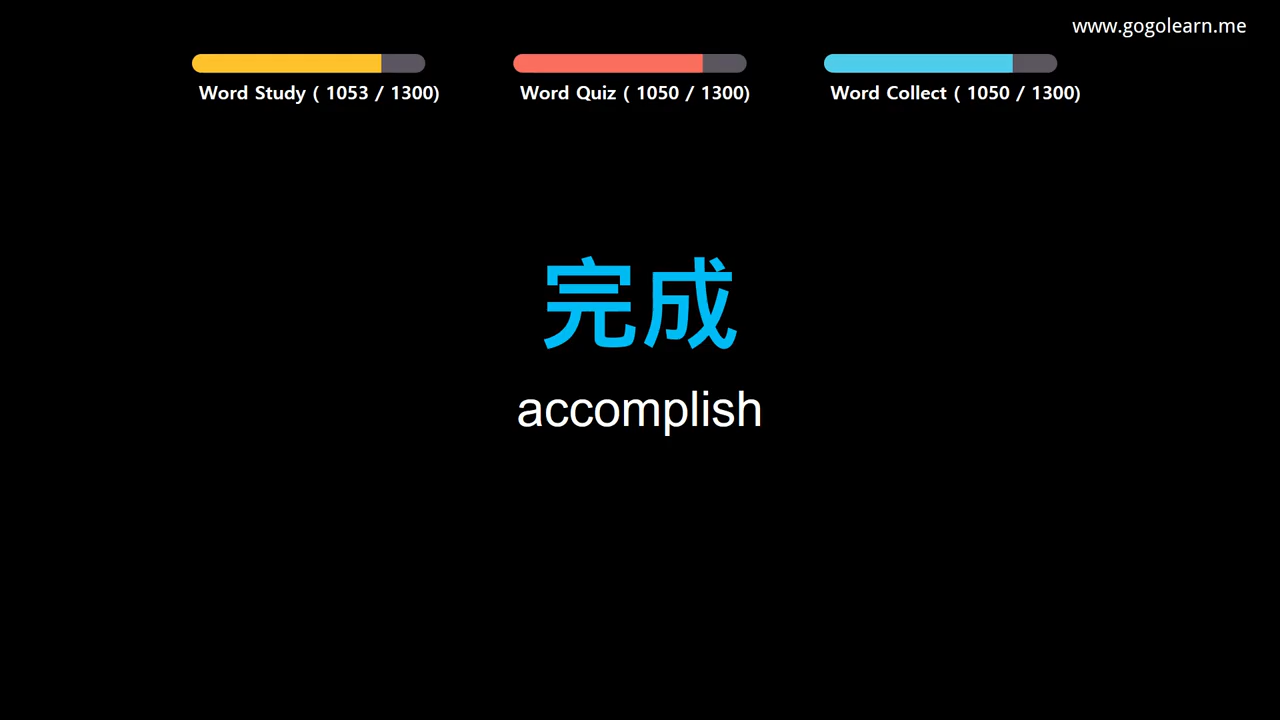 www.gogolearn.me
Word Study ( 1053 / 1300)
Word Quiz ( 1050 / 1300)
Word Collect ( 1050 / 1300)
完成
accomplish